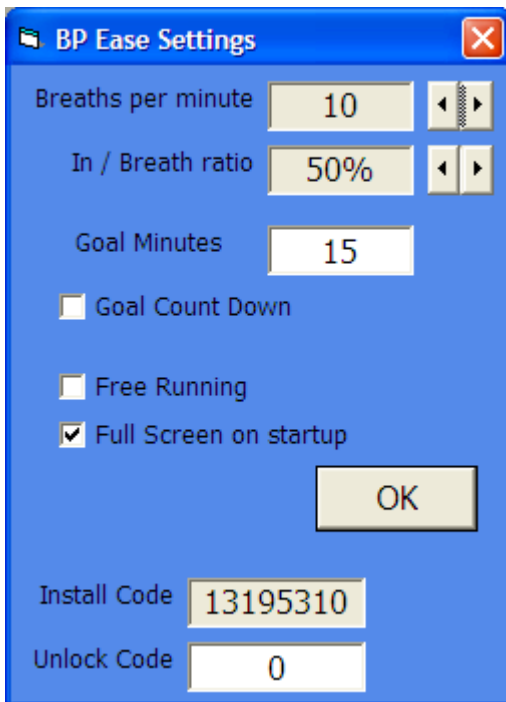 BP Ease Settings
Breaths per minute 10
In / Breath ratio 50%
Goal Minutes 15
Goal Count Down
Free Running
Full Screen on startup
OK
Install Code 13195310
Unlock Code 0